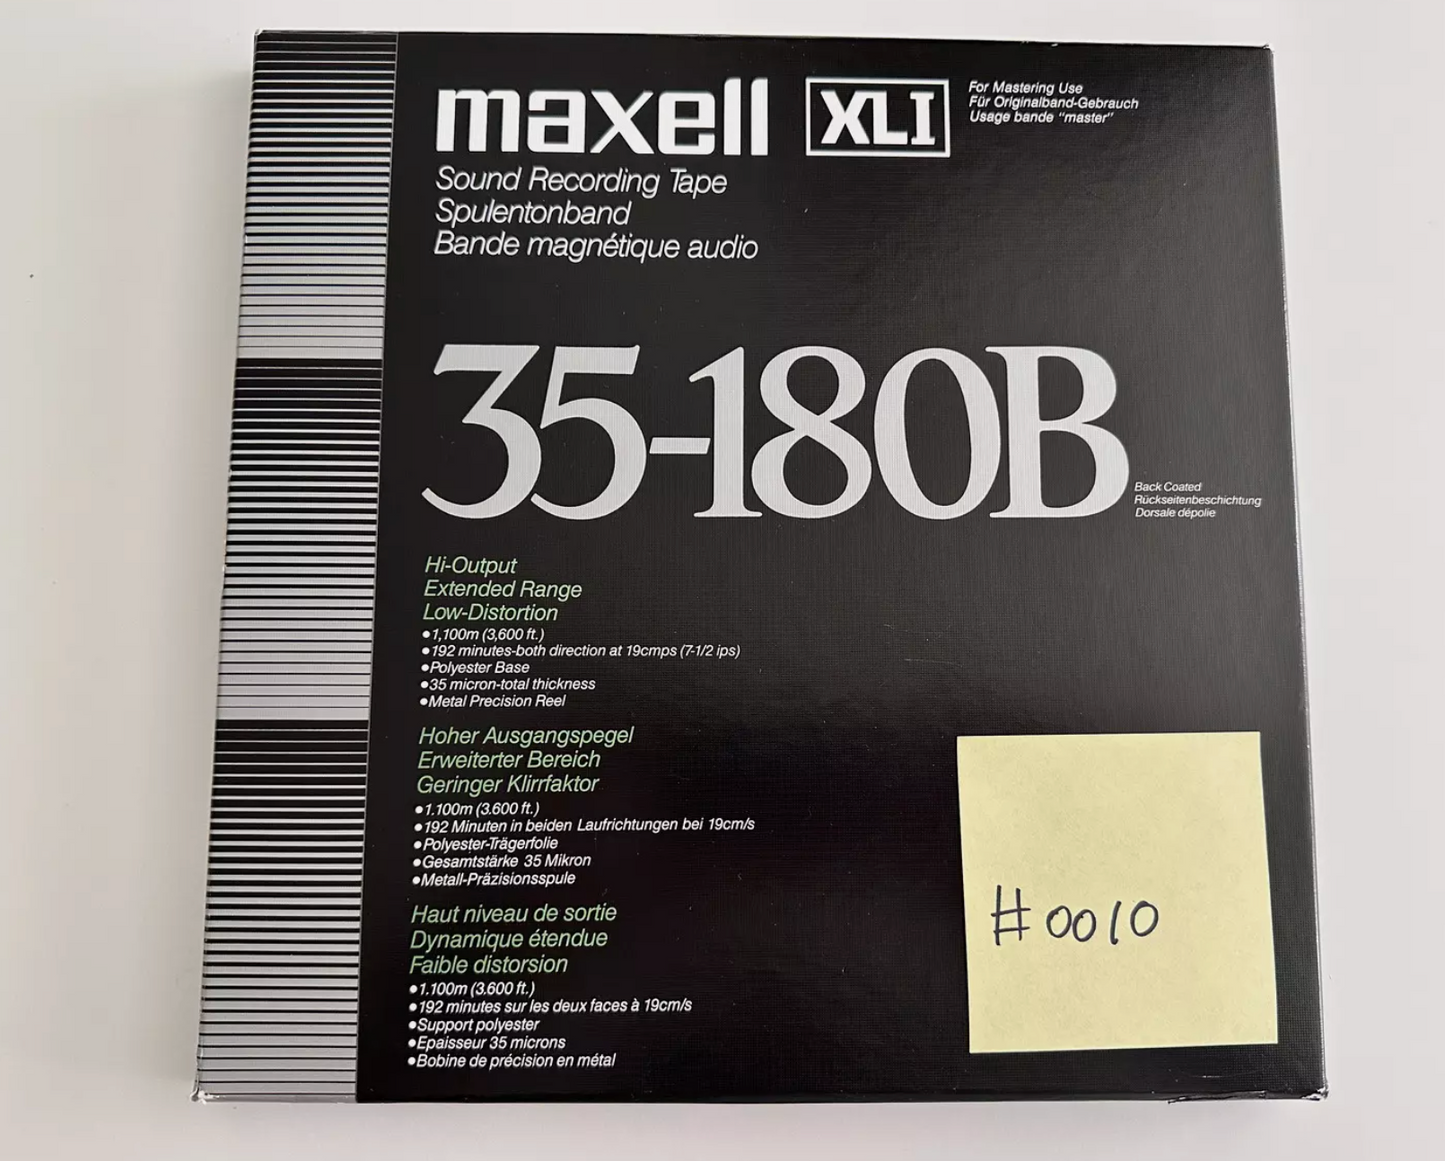 maxell XLI
For Mastering Use
Für Originalband-Gebrauch
Usage bande "master"
Sound Recording Tape
Spulentonband
Bande magnétique audio
35-180B
Back Coated
Rückseitenbeschichtung
Dorsale dépolie
Hi-Output
Extended Range
Low-Distortion
•1,100m (3,600 ft.)
•192 minutes-both direction at 19cmps (7-1/2 ips)
•Polyester Base
•35 micron-total thickness
•Metal Precision Reel
Hoher Ausgangspegel
Erweiterter Bereich
Geringer Klirrfaktor
•1.100m (3.600 ft.)
•192 Minuten in beiden Laufrichtungen bei 19cm/s
•Polyester-Trägerfolie
•Gesamtstärke 35 Mikron
•Metall-Präzisionsspule
Haut niveau de sortie
Dynamique étendue
Faible distorsion
•1.100m (3.600 ft.)
•192 minutes sur les deux faces à 19cm/s
•Support polyester
•Epaisseur 35 microns
•Bobine de précision en métal
#0010